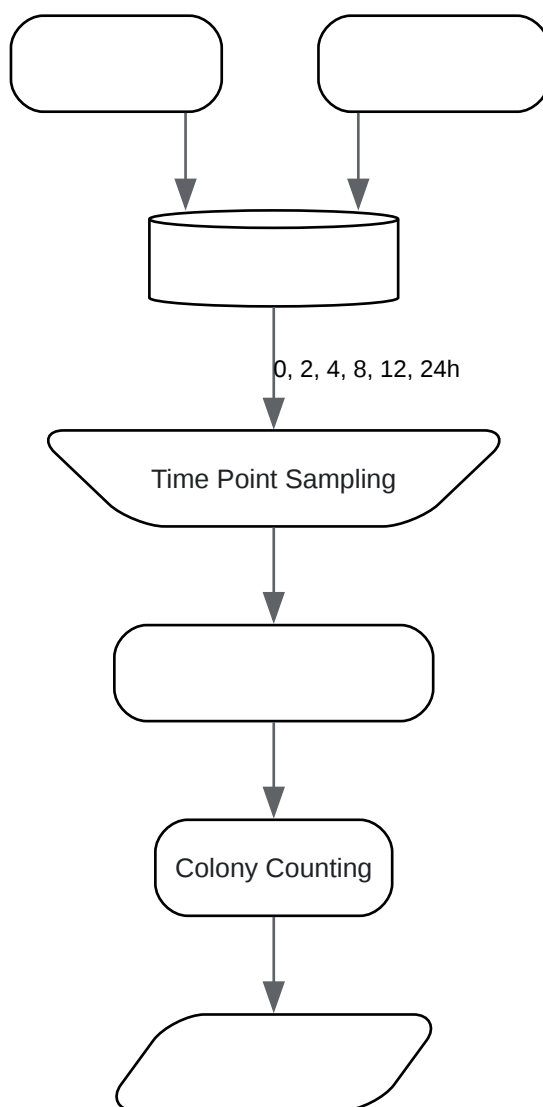 0, 2, 4, 8, 12, 24h
Time Point Sampling
Colony Counting